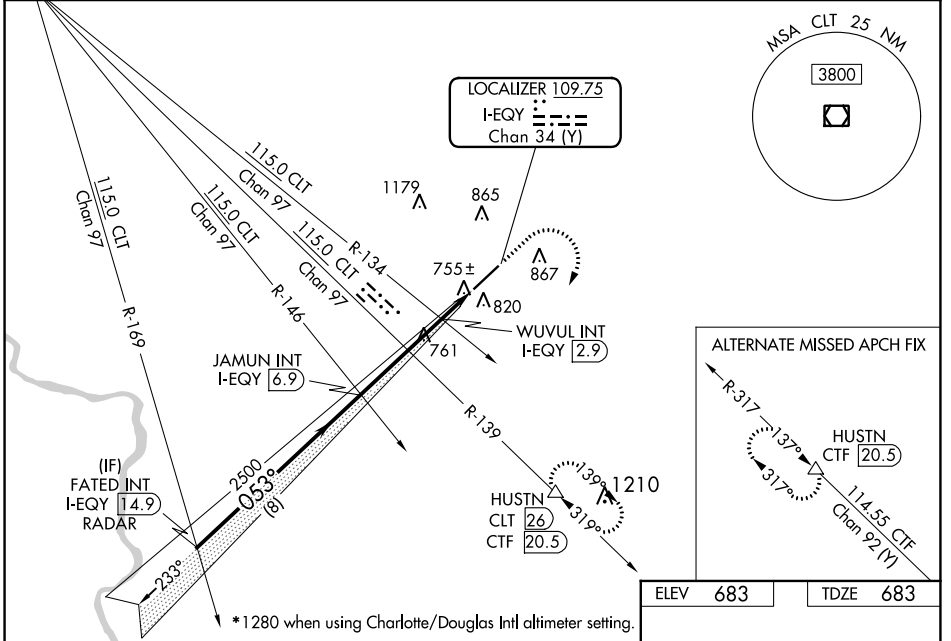 MSA CLT 25 NM
3800
LOCALIZER 109.75
I-EQY
Chan 34 (Y)
115.0 CLT
Chan 97
R-134
115.0 CLT
Chan 97
R-139
115.0 CLT
Chan 97
R-146
115.0 CLT
Chan 97
R-169
1179
865
867
755±
820
761
WUVUL INT
I-EQY 2.9
JAMUN INT
I-EQY 6.9
(IF)
FATED INT
I-EQY 14.9
RADAR
2500
053°
(8)
233°
HUSTN
CLT 26
CTF 20.5
139°
319°
1210
ALTERNATE MISSED APCH FIX
R-317
137°
317°
HUSTN
CTF 20.5
114.55 CTF
Chan 92 (Y)
*1280 when using Charlotte/Douglas Intl altimeter setting.
ELEV 683
TDZE 683